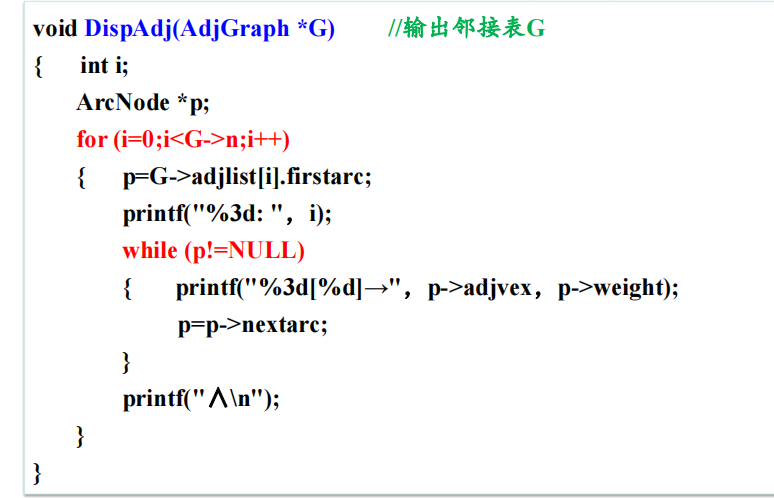 void DispAdj(AdjGraph *G) //输出邻接表G
{ int i;
ArcNode *p;
for (i=0;i<G->n;i++)
{ p=G->adjlist[i].firstarc;
printf("%3d: ", i);
while (p!=NULL)
{ printf("%3d[%d]→", p->adjvex, p->weight);
p=p->nextarc;
}
printf("∧\n");
}
}